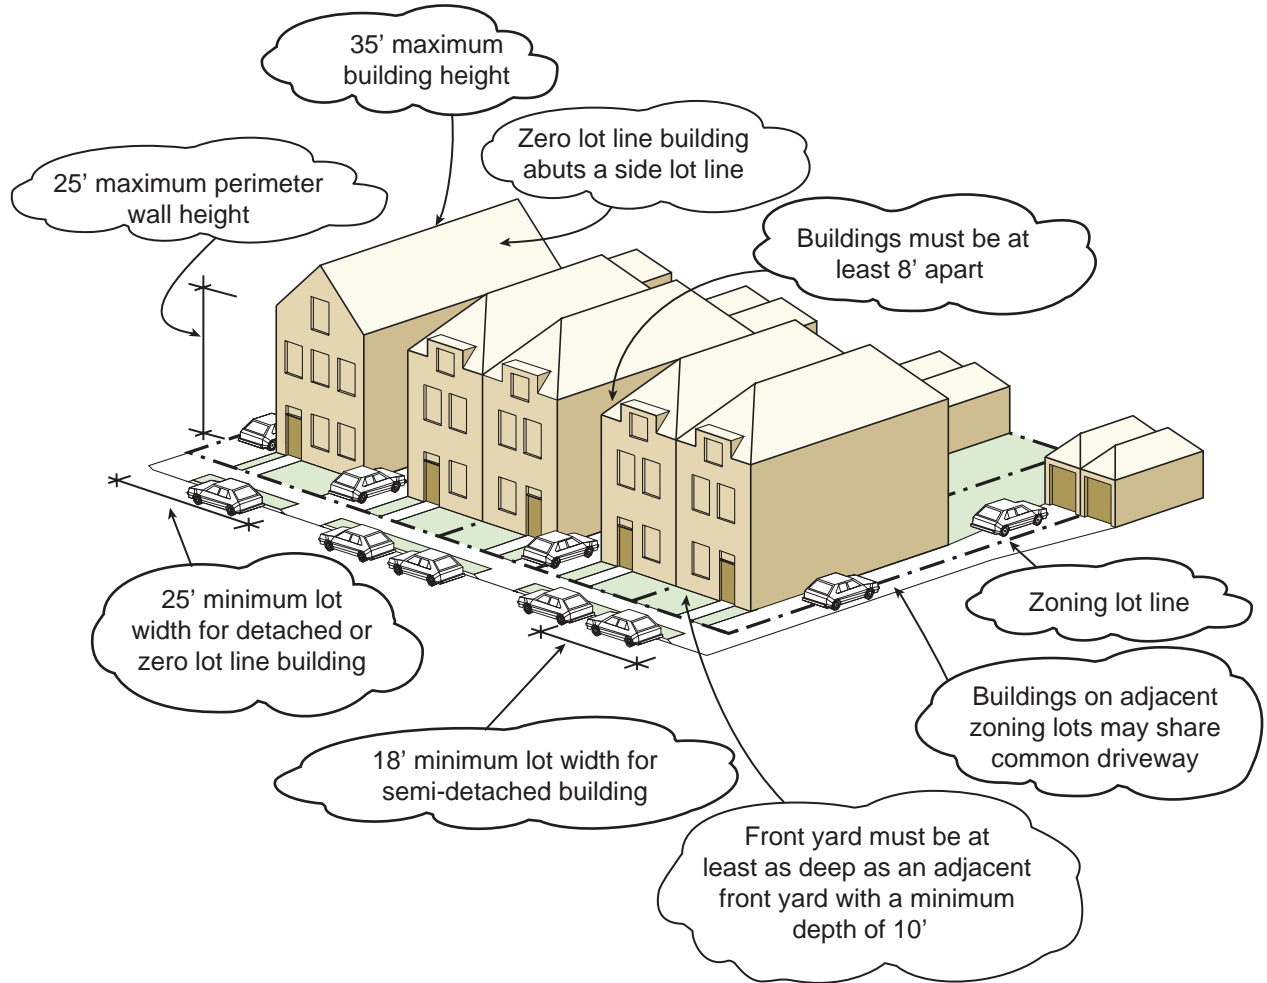 35’ maximum
building height
Zero lot line building
abuts a side lot line
25’ maximum perimeter
wall height
Buildings must be at
least 8’ apart
25’ minimum lot
width for detached or
zero lot line building
Zoning lot line
Buildings on adjacent
zoning lots may share
common driveway
18’ minimum lot width for
semi-detached building
Front yard must be at
least as deep as an adjacent
front yard with a minimum
depth of 10’